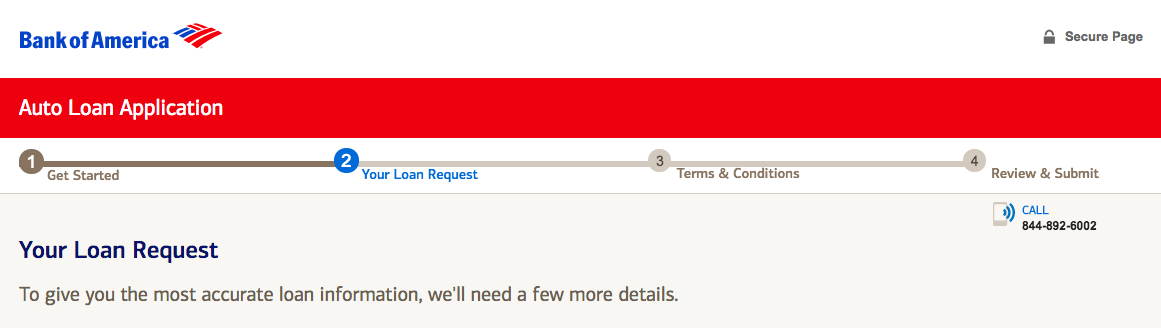 Bank of America
Secure Page
Auto Loan Application
1 Get Started
2 Your Loan Request
3 Terms & Conditions
4 Review & Submit
CALL
844-892-6002
Your Loan Request
To give you the most accurate loan information, we'll need a few more details.